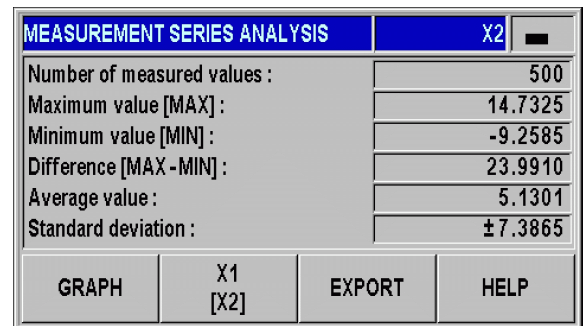 MEASUREMENT SERIES ANALYSIS X2
Number of measured values : 500
Maximum value [MAX] : 14.7325
Minimum value [MIN] : -9.2585
Difference [MAX-MIN] : 23.9910
Average value : 5.1301
Standard deviation : ±7.3865
GRAPH X1 EXPORT HELP
[X2]